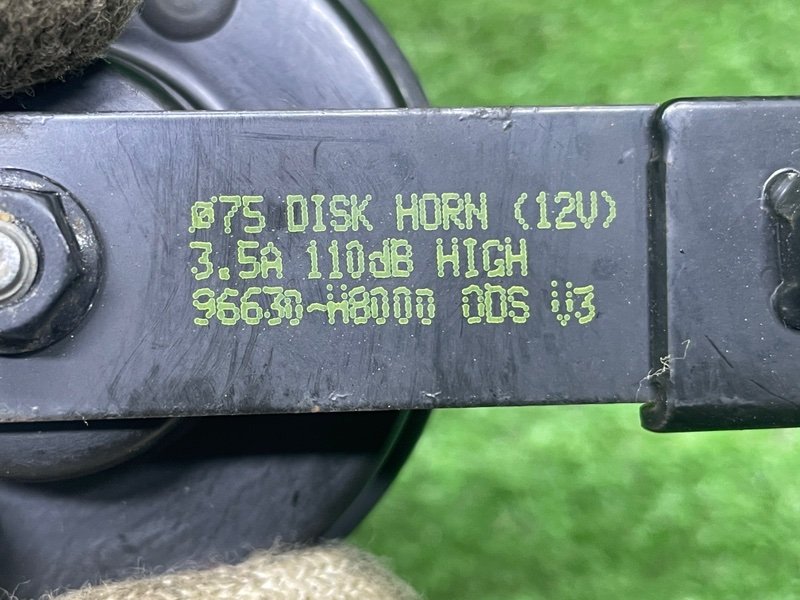 ø75 DISK HORN (12V)
3.5A 110dB HIGH
96630-H8000 ODS V3